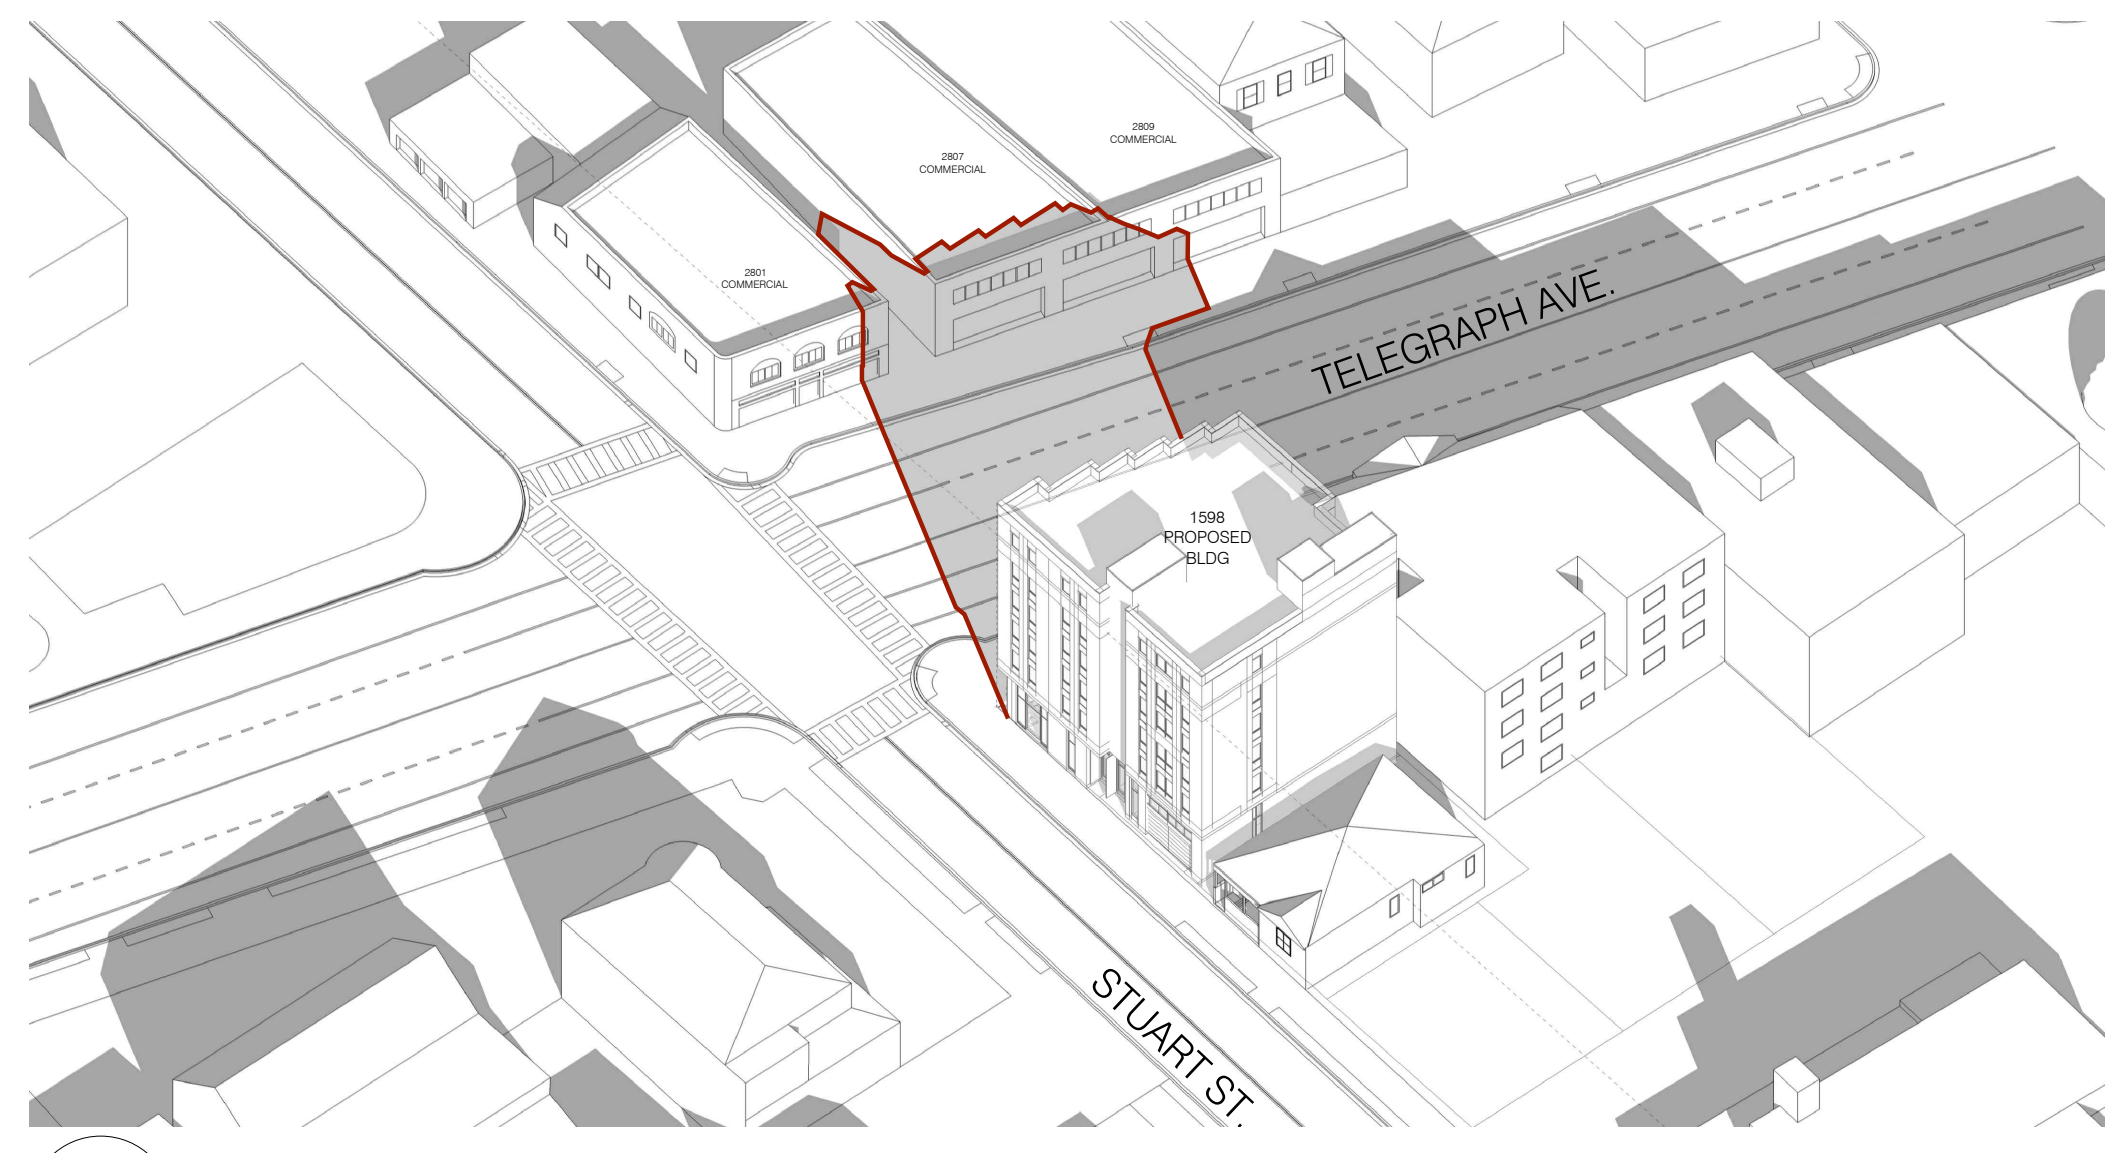 2809
COMMERCIAL
2807
COMMERCIAL
2801
COMMERCIAL
TELEGRAPH AVE.
1598
PROPOSED
BLDG
STUART ST.